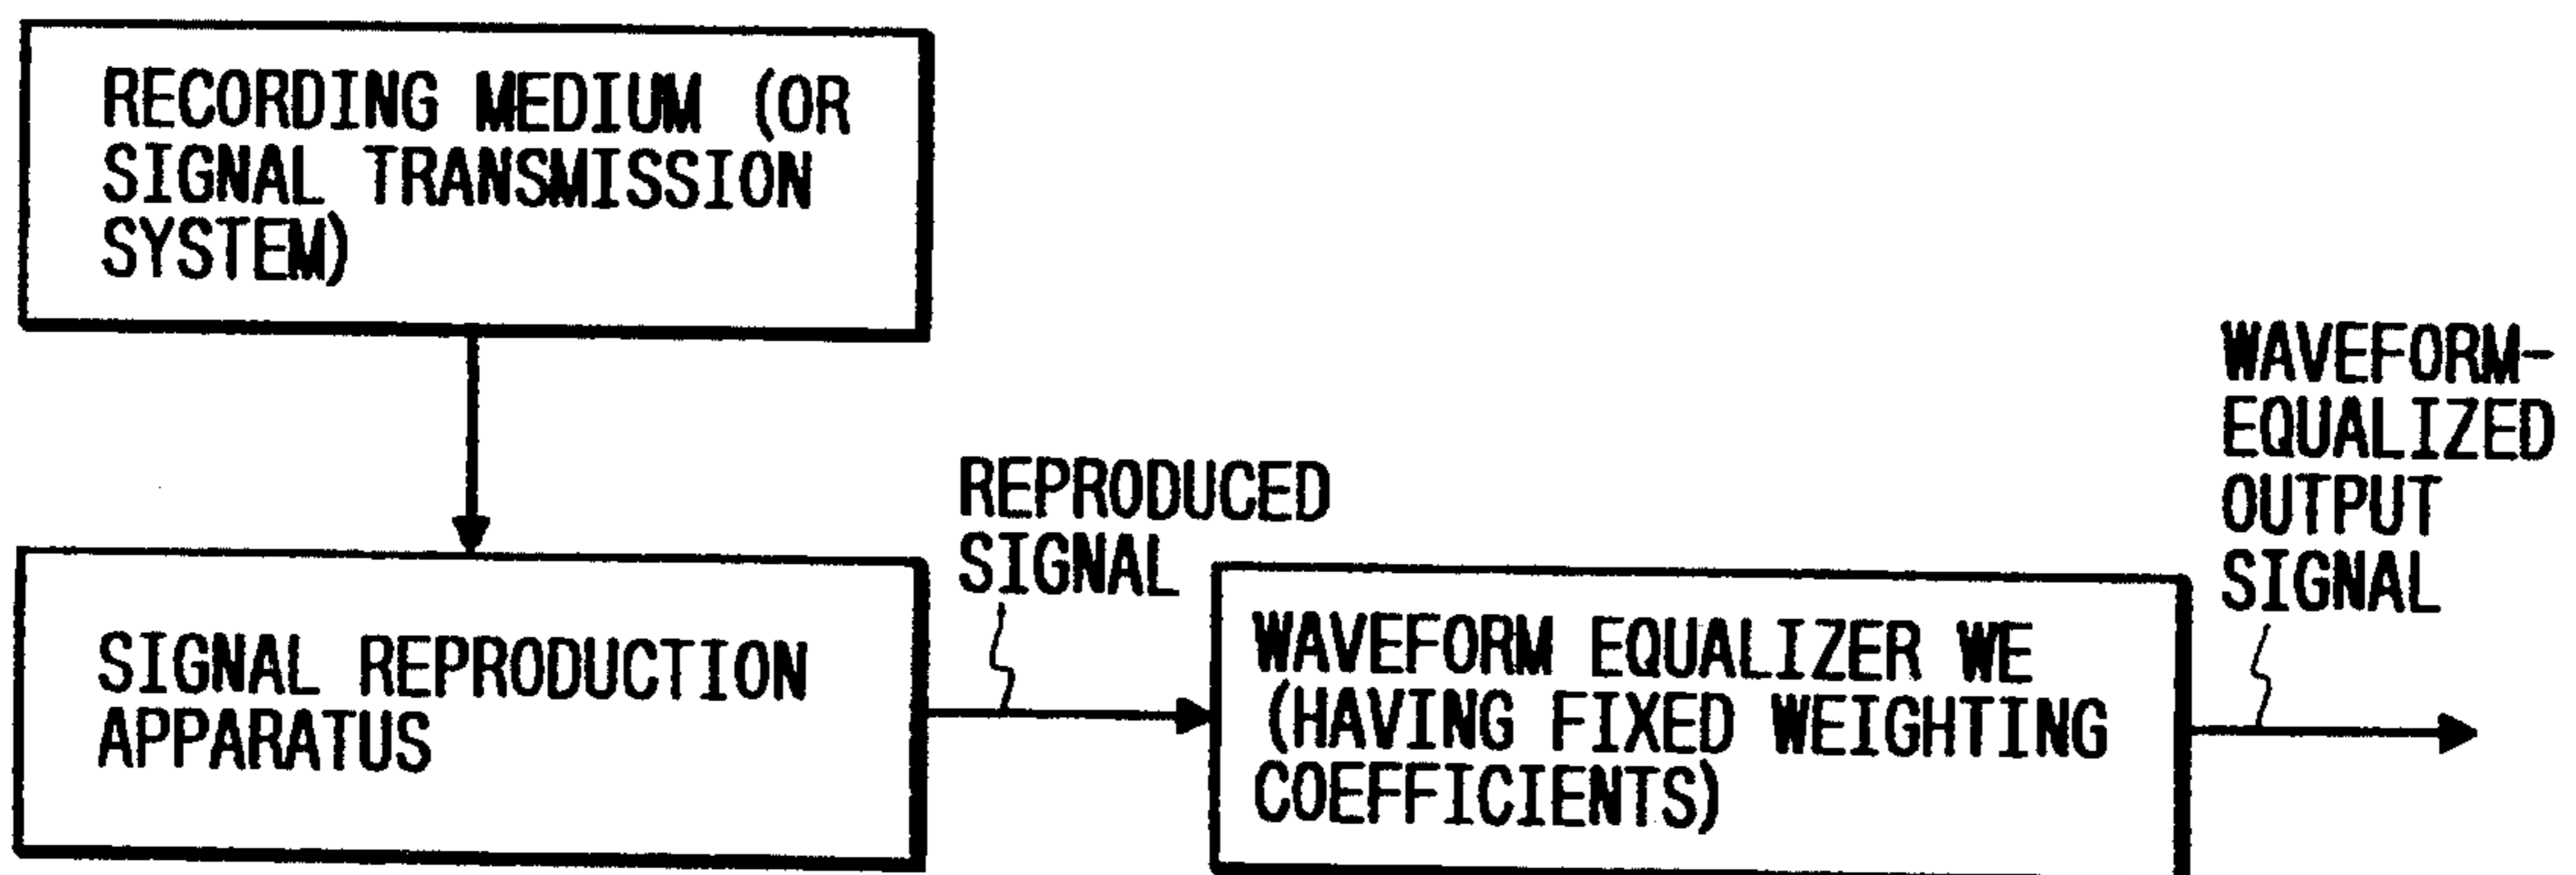 RECORDING MEDIUM (OR
SIGNAL TRANSMISSION
SYSTEM)
SIGNAL REPRODUCTION
APPARATUS
REPRODUCED
SIGNAL
WAVEFORM EQUALIZER WE
(HAVING FIXED WEIGHTING
COEFFICIENTS)
WAVEFORM-
EQUALIZED
OUTPUT
SIGNAL